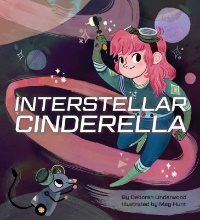 INTERSTELLAR
CINDERELLA
By Deborah Underwood
Illustrated by Meg Hunt